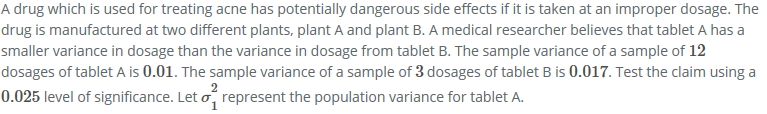 A drug which is used for treating acne has potentially dangerous side effects if it is taken at an improper dosage. The
drug is manufactured at two different plants, plant A and plant B. A medical researcher believes that tablet A has a
smaller variance in dosage than the variance in dosage from tablet B. The sample variance of a sample of 12
dosages of tablet A is 0.01. The sample variance of a sample of 3 dosages of tablet B is 0.017. Test the claim using a
0.025 level of significance. Let σ₁² represent the population variance for tablet A.